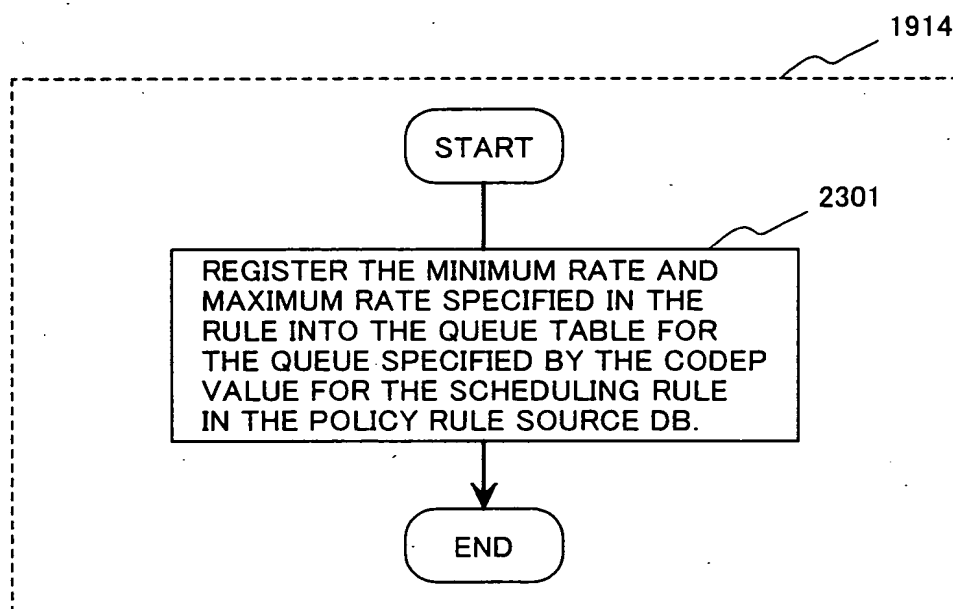 1914
START
2301
REGISTER THE MINIMUM RATE AND
MAXIMUM RATE SPECIFIED IN THE
RULE INTO THE QUEUE TABLE FOR
THE QUEUE SPECIFIED BY THE CODEP
VALUE FOR THE SCHEDULING RULE
IN THE POLICY RULE SOURCE DB.
END